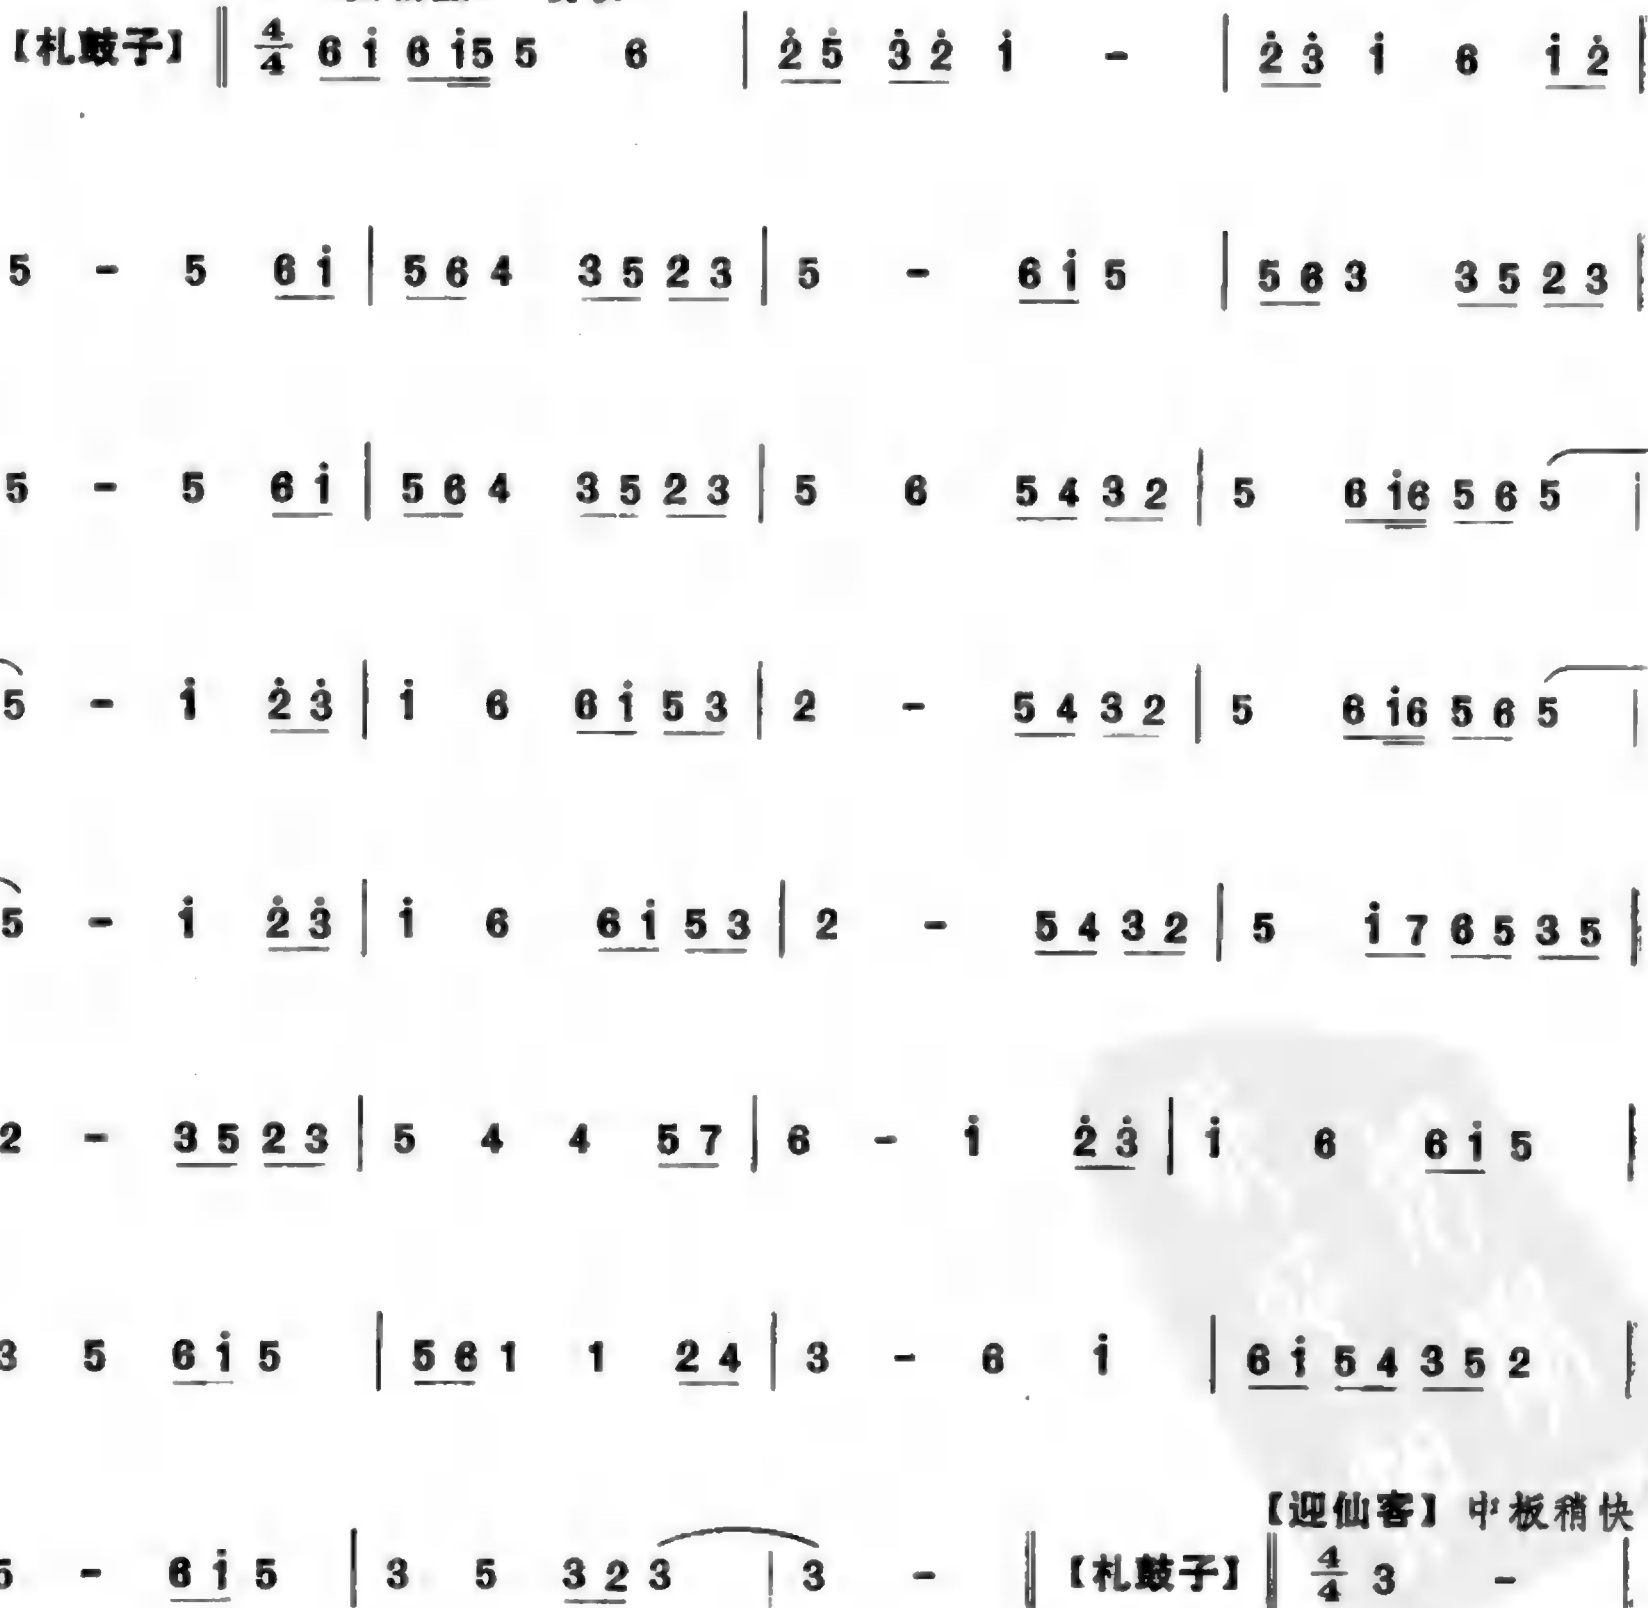 【札鼓子】 ‖ 4/4 6 i̇ 6 i̇5 5 6 | 2̇ 5̇ 3̇ 2̇ i̇ - | 2̇ 3̇ i̇ 6 i̇ 2̇ |
5 - 5 6 i̇ | 5 6 4 3 5 2 3 | 5 - 6 i̇ 5 | 5 6 3 3 5 2 3 |
5 - 5 6 i̇ | 5 6 4 3 5 2 3 | 5 6 5 4 3 2 | 5 6 i̇6 5 6 5 |
5 - i̇ 2̇ 3̇ | i̇ 6 6 i̇ 5 3 | 2 - 5 4 3 2 | 5 6 i̇6 5 6 5 |
5 - i̇ 2̇ 3̇ | i̇ 6 6 i̇ 5 3 | 2 - 5 4 3 2 | 5 i̇ 7 6 5 3 5 |
2 - 3 5 2 3 | 5 4 4 5 7 | 6 - i̇ 2̇ 3̇ | i̇ 6 6 i̇ 5 |
3 5 6 i̇ 5 | 5 6 1 1 2 4 | 3 - 6 i̇ | 6 i̇ 5 4 3 5 2 |
【迎仙客】 中板稍快
5 - 6 i̇ 5 | 3 5 3 2 3 | 3 - ‖ 【札鼓子】 ‖ 4/4 3 - |